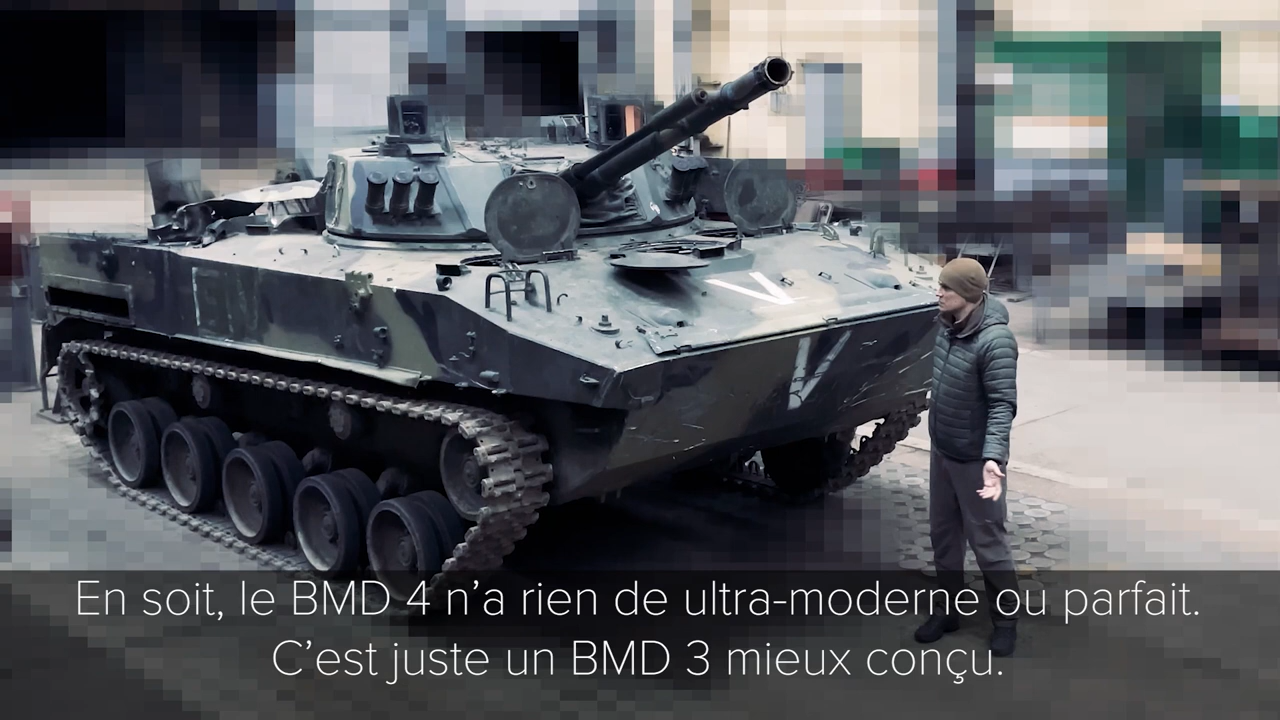 V
V
En soit, le BMD 4 n’a rien de ultra-moderne ou parfait.
C’est juste un BMD 3 mieux conçu.